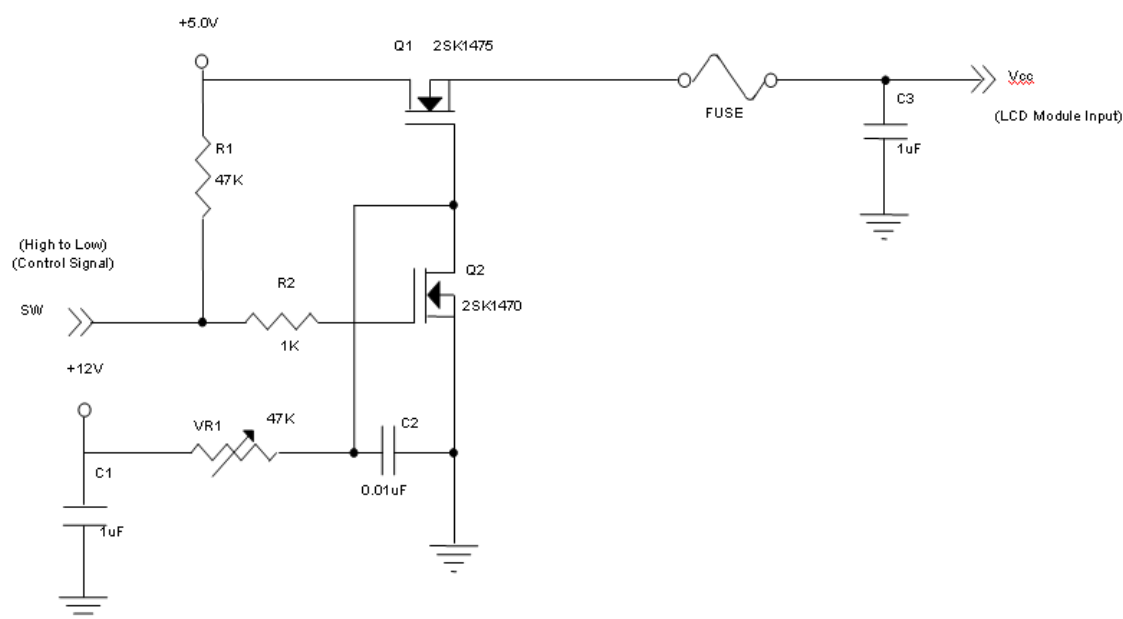 +5.0V
Q1 2SK1475
Vcc
C3
FUSE
(LCD Module Input)
R1
1uF
47K
(High to Low)
(Control Signal)
Q2
R2
SW
2SK1470
1K
+12V
47K
VR1
C2
C1
0.01uF
1uF